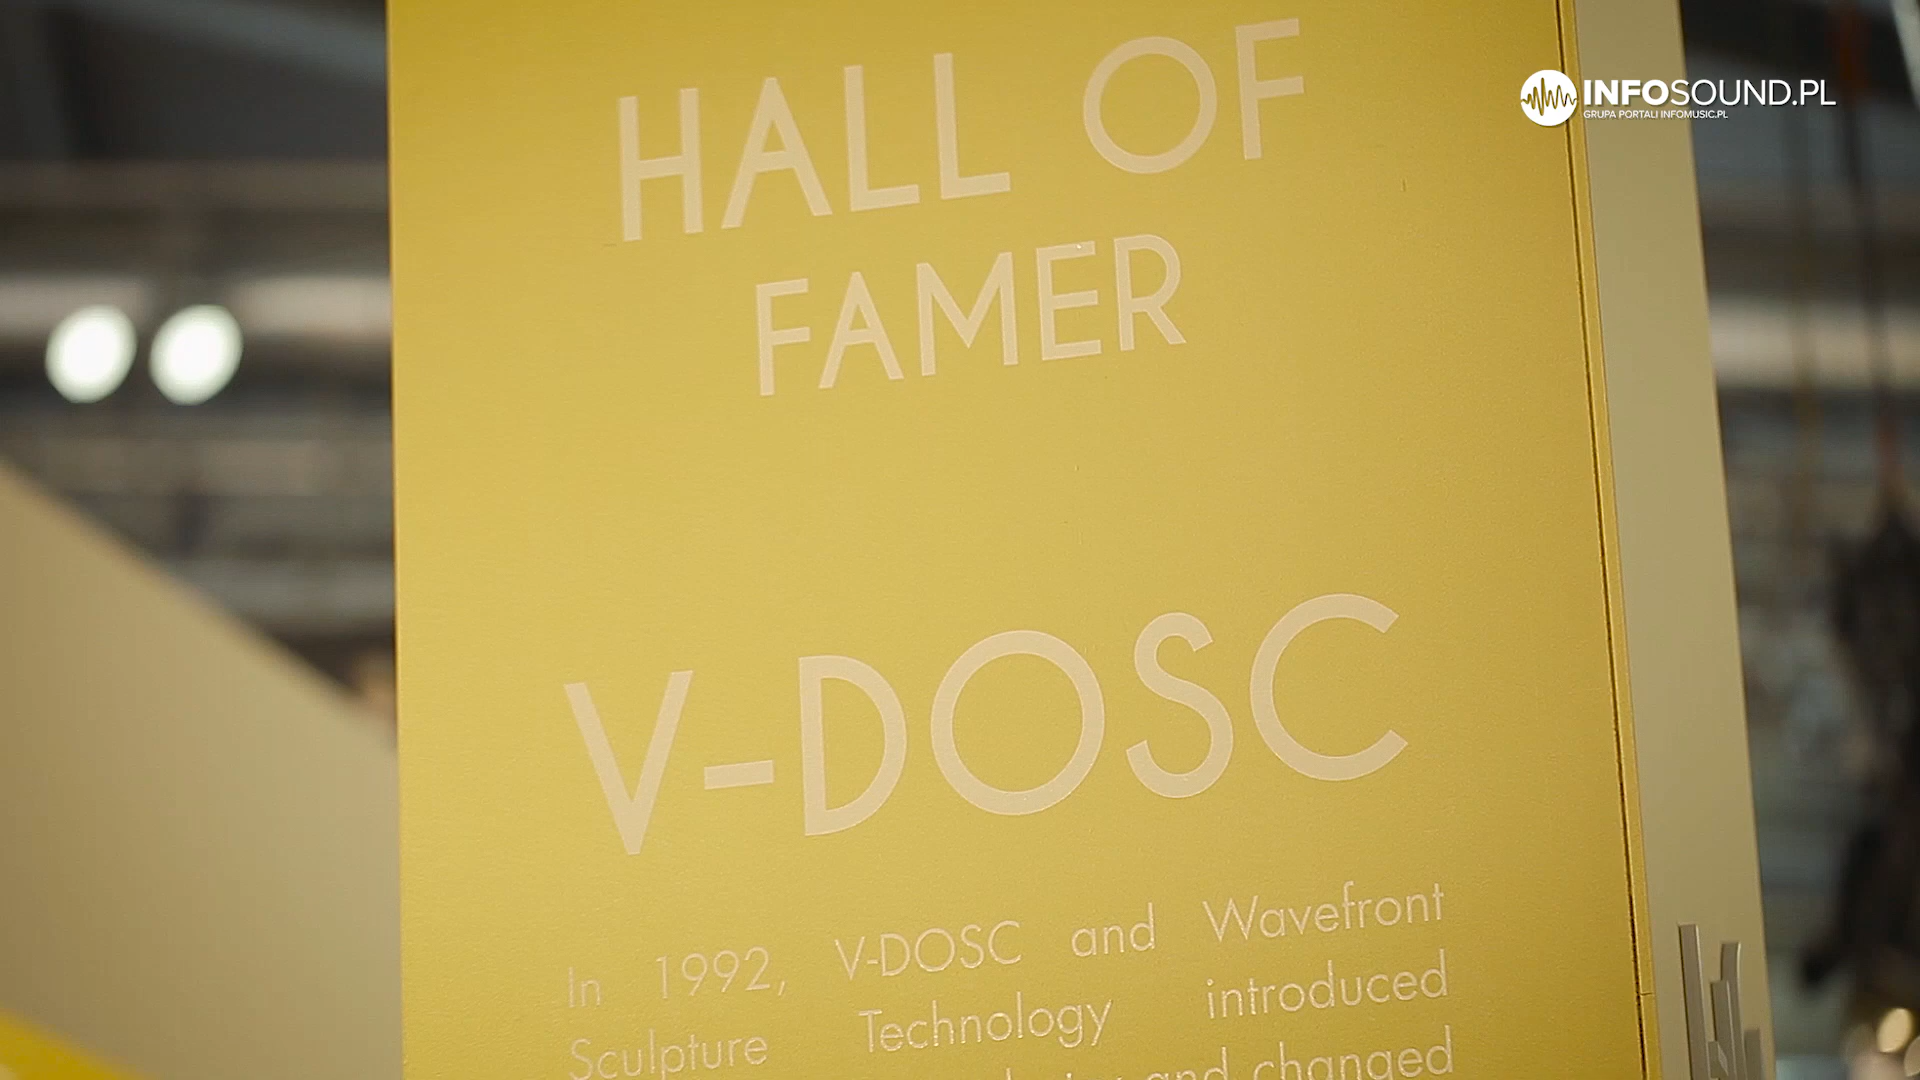 INFOSOUND.PL
GRUPA PORTALI INFOMUSIC.PL
HALL OF
FAMER
V-DOSC
In 1992, V-DOSC and Wavefront
Sculpture Technology introduced
and changed